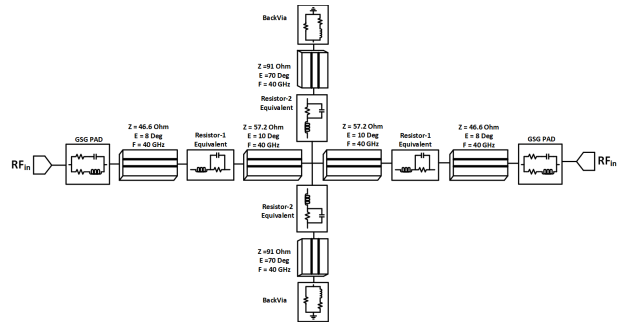 BackVia
Z =91 Ohm
E =70 Deg
F = 40 GHz
Resistor-2
Equivalent
GSG PAD
Z = 46.6 Ohm
E = 8 Deg
F = 40 GHz
Resistor-1
Equivalent
Z = 57.2 Ohm
E = 10 Deg
F = 40 GHz
Z = 57.2 Ohm
E = 10 Deg
F = 40 GHz
Resistor-1
Equivalent
Z = 46.6 Ohm
E = 8 Deg
F = 40 GHz
GSG PAD
RFin
RFin
Resistor-2
Equivalent
Z =91 Ohm
E =70 Deg
F = 40 GHz
BackVia